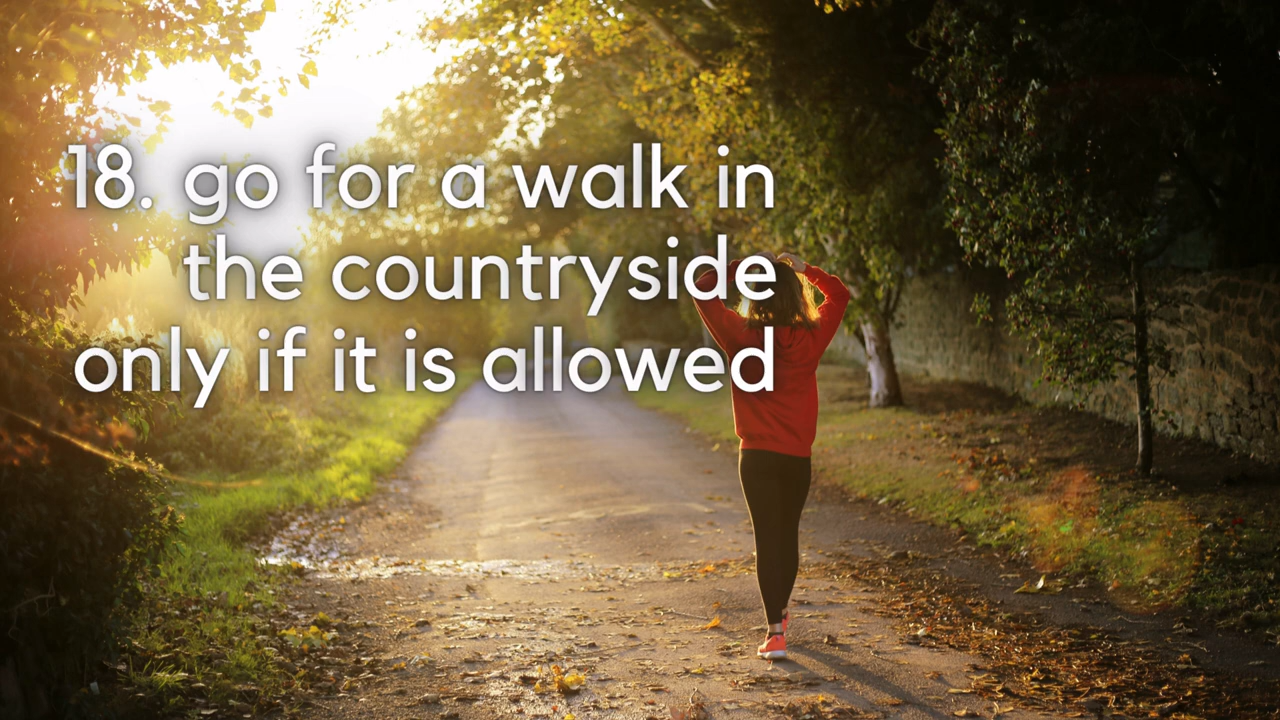 18. go for a walk in
the countryside
only if it is allowed